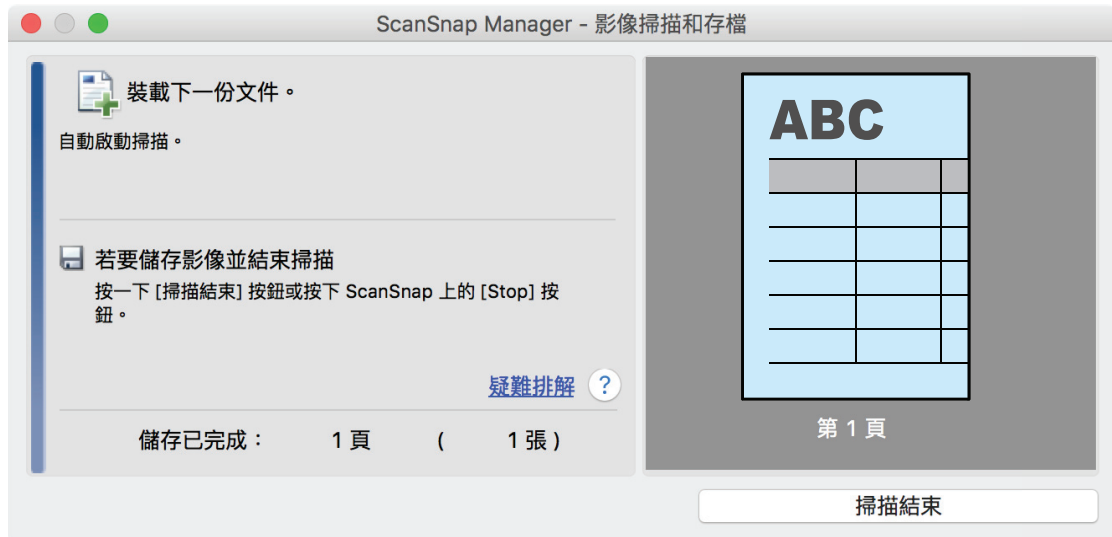 ScanSnap Manager - 影像掃描和存檔
裝載下一份文件。
自動啟動掃描。
若要儲存影像並結束掃描
按一下 [掃描結束] 按鈕或按下 ScanSnap 上的 [Stop] 按
鈕。
疑難排解 ?
儲存已完成： 1 頁 ( 1 張 )
ABC
第 1 頁
掃描結束